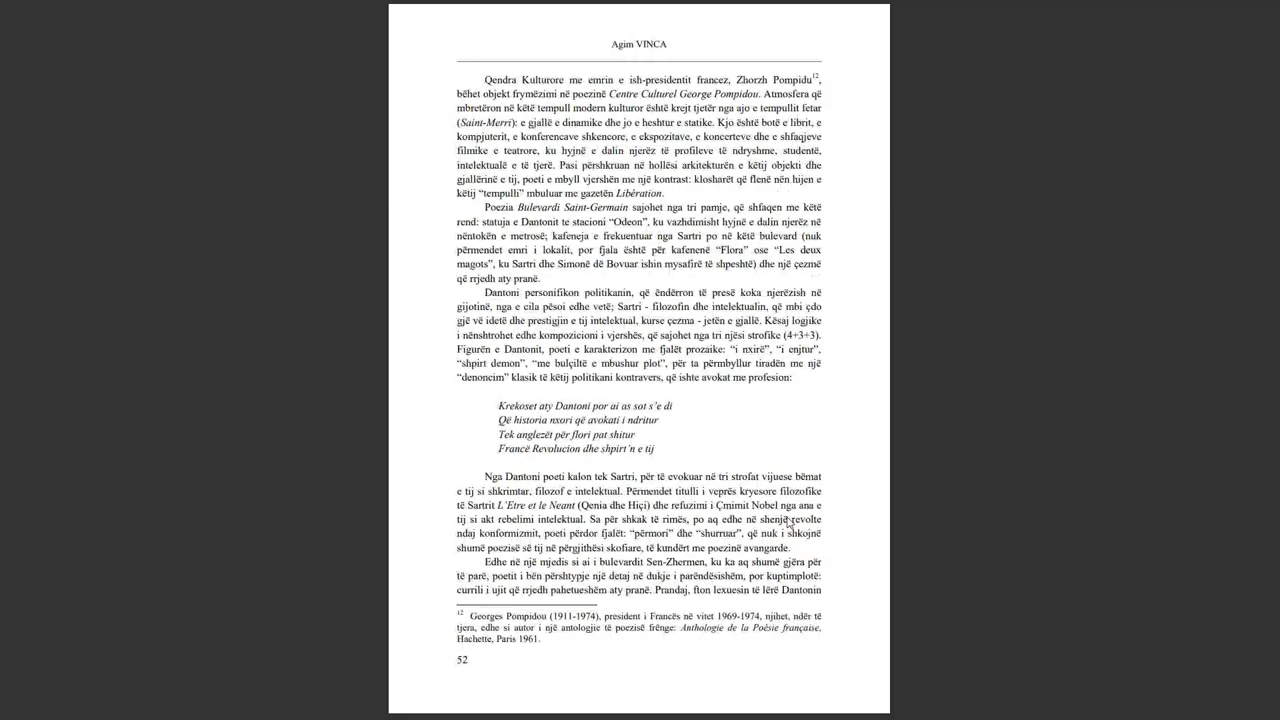 Agim VINCA
Qendra Kulturore me emrin e ish-presidentit francez, Zhorzh Pompidu12,
bëhet objekt frymëzimi në poezinë Centre Culturel George Pompidou. Atmosfera që
mbretëron në këtë tempull modern kulturor është krejt tjetër nga ajo e tempullit fetar
(Saint-Merri): e gjallë e dinamike dhe jo e heshtur e statike. Kjo është botë e librit, e
kompjuterit, e konferencave shkencore, e ekspozitave, e koncerteve dhe e shfaqjeve
filmike e teatrore, ku hyjnë e dalin njerëz të profileve të ndryshme, studentë,
intelektualë e të tjerë. Pasi përshkruan në hollësi arkitekturën e këtij objekti dhe
gjallërinë e tij, poeti e mbyll vjershën me një kontrast: klosharët që flenë nën hijen e
këtij “tempulli” mbuluar me gazetën Libération.
Poezia Bulevardi Saint-Germain sajohet nga tri pamje, që shfaqen me këtë
rend: statuja e Dantonit te stacioni “Odeon”, ku vazhdimisht hyjnë e dalin njerëz në
nëntokën e metrosë; kafeneja e frekuentuar nga Sartri po në këtë bulevard (nuk
përmendet emri i lokalit, por fjala është për kafenenë “Flora” ose “Les deux
magots”, ku Sartri dhe Simonë dë Bovuar ishin mysafirë të shpeshtë) dhe një çezmë
që rrjedh aty pranë.
Dantoni personifikon politikanin, që ëndërron të presë koka njerëzish në
gijotinë, nga e cila pësoi edhe vetë; Sartri - filozofin dhe intelektualin, që mbi çdo
gjë vë idetë dhe prestigjin e tij intelektual, kurse çezma - jetën e gjallë. Kësaj logjike
i nënshtrohet edhe kompozicioni i vjershës, që sajohet nga tri njësi strofike (4+3+3).
Figurën e Dantonit, poeti e karakterizon me fjalët prozaike: “i nxirë”, “i enjtur”,
“shpirt demon”, “me bulçiltë e mbushur plot”, për ta përmbyllur tiradën me një
“denoncim” klasik të këtij politikani kontravers, që ishte avokat me profesion:
Krekoset aty Dantoni por ai as sot s’e di
Që historia nxori që avokati i ndritur
Tek anglezët për flori pat shitur
Francë Revolucion dhe shpirt’n e tij
Nga Dantoni poeti kalon tek Sartri, për të evokuar në tri strofat vijuese bëmat
e tij si shkrimtar, filozof e intelektual. Përmendet titulli i veprës kryesore filozofike
të Sartrit L’Etre et le Neant (Qenia dhe Hiçi) dhe refuzimi i Çmimit Nobel nga ana e
tij si akt rebelimi intelektual. Sa për shkak të rimës, po aq edhe në shenjë revolte
ndaj konformizmit, poeti përdor fjalët: “përmori” dhe “shurruar”, që nuk i shkojnë
shumë poezisë së tij në përgjithësi skofiare, të kundërt me poezinë avangarde.
Edhe në një mjedis si ai i bulevardit Sen-Zhermen, ku ka aq shumë gjëra për
të parë, poetit i bën përshtypje një detaj në dukje i parëndësishëm, por kuptimplotë:
currili i ujit që rrjedh pahetueshëm aty pranë. Prandaj, fton lexuesin të lërë Dantonin
12 Georges Pompidou (1911-1974), president i Francës në vitet 1969-1974, njihet, ndër të
tjera, edhe si autor i një antologjie të poezisë frënge: Anthologie de la Poésie française,
Hachette, Paris 1961.
52